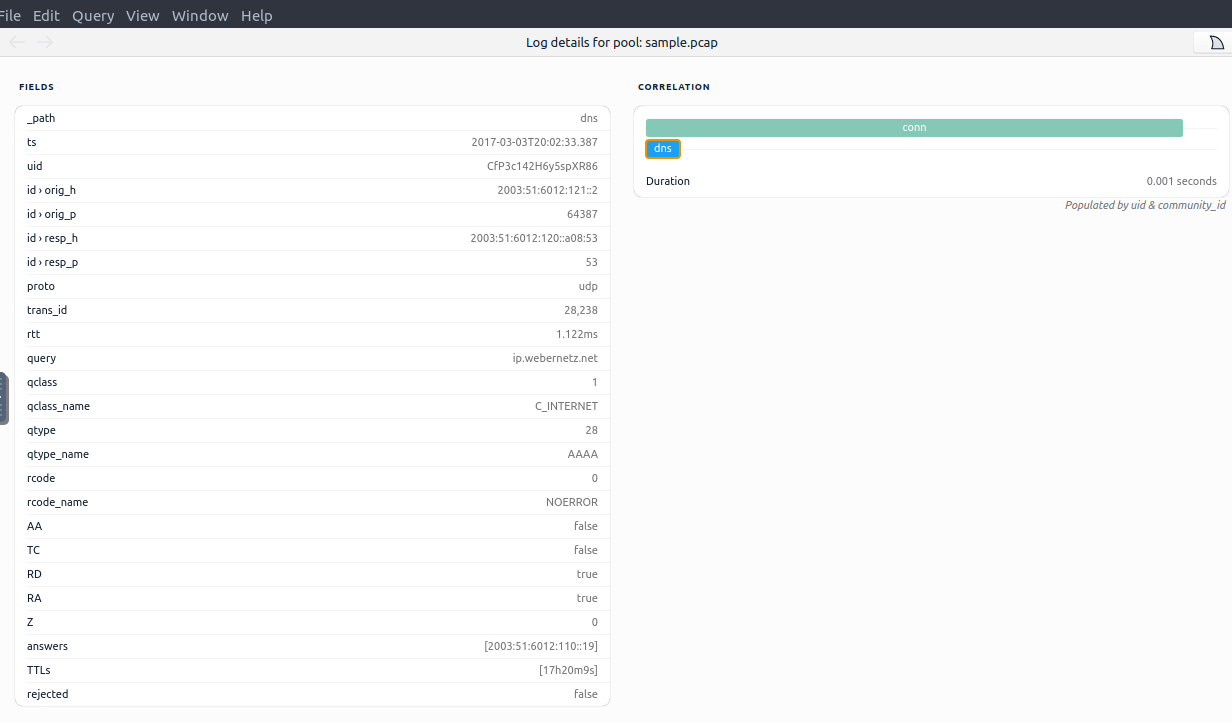 File Edit Query View Window Help
Log details for pool: sample.pcap
FIELDS
_path dns
ts 2017-03-03T20:02:33.387
uid CfP3c142H6y5spXR86
id › orig_h 2003:51:6012:121::2
id › orig_p 64387
id › resp_h 2003:51:6012:120::a08:53
id › resp_p 53
proto udp
trans_id 28,238
rtt 1.122ms
query ip.webernetz.net
qclass 1
qclass_name C_INTERNET
qtype 28
qtype_name AAAA
rcode 0
rcode_name NOERROR
AA false
TC false
RD true
RA true
Z 0
answers [2003:51:6012:110::19]
TTLs [17h20m9s]
rejected false
CORRELATION
conn
dns
Duration 0.001 seconds
Populated by uid & community_id